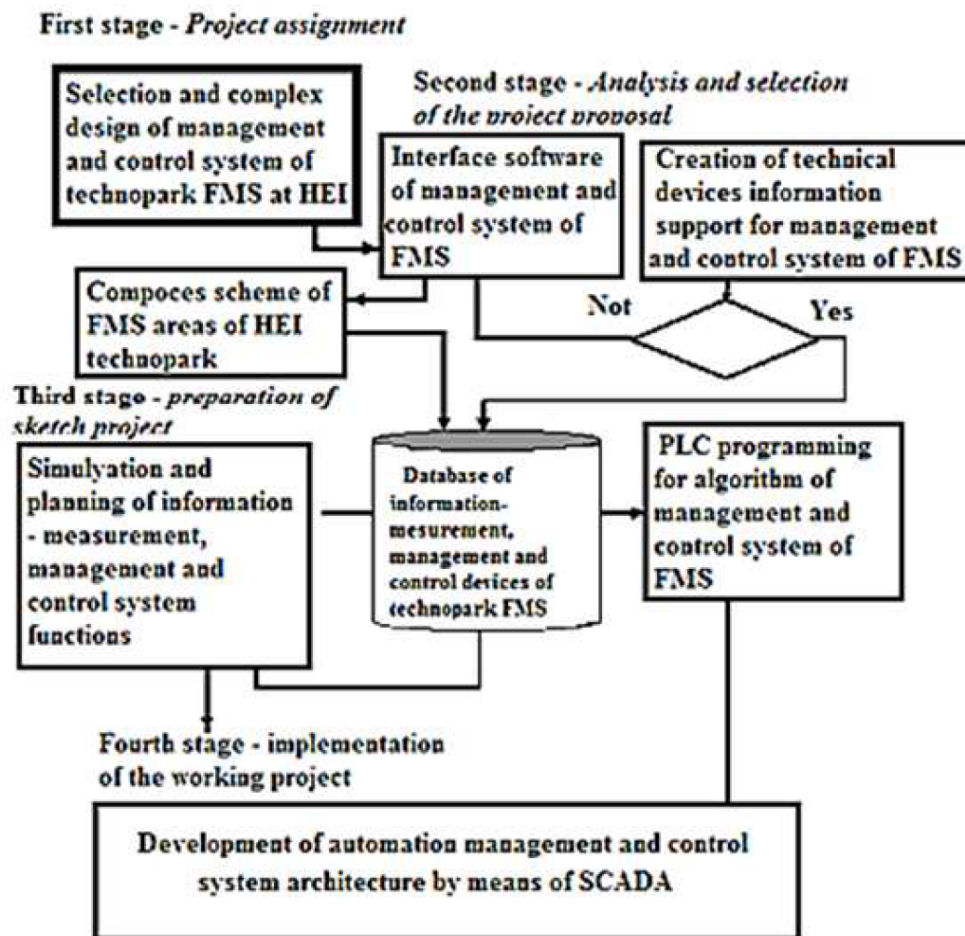 First stage - Project assignment
Selection and complex
design of management
and control system of
technopark FMS at HEI
Second stage - Analysis and selection
of the project proposal
Interface software
of management and
control system of
FMS
Creation of technical
devices information
support for management
and control system of FMS
Compoces scheme of
FMS areas of HEI
technopark
Not
Yes
Third stage - preparation of
sketch project
Simulyation and
planning of information
- measurement,
management and
control system
functions
Database of
information-
mesurement,
management and
control devices of
technopark FMS
PLC programming
for algorithm of
management and
control system of
FMS
Fourth stage - implementation
of the working project
Development of automation management and control
system architecture by means of SCADA